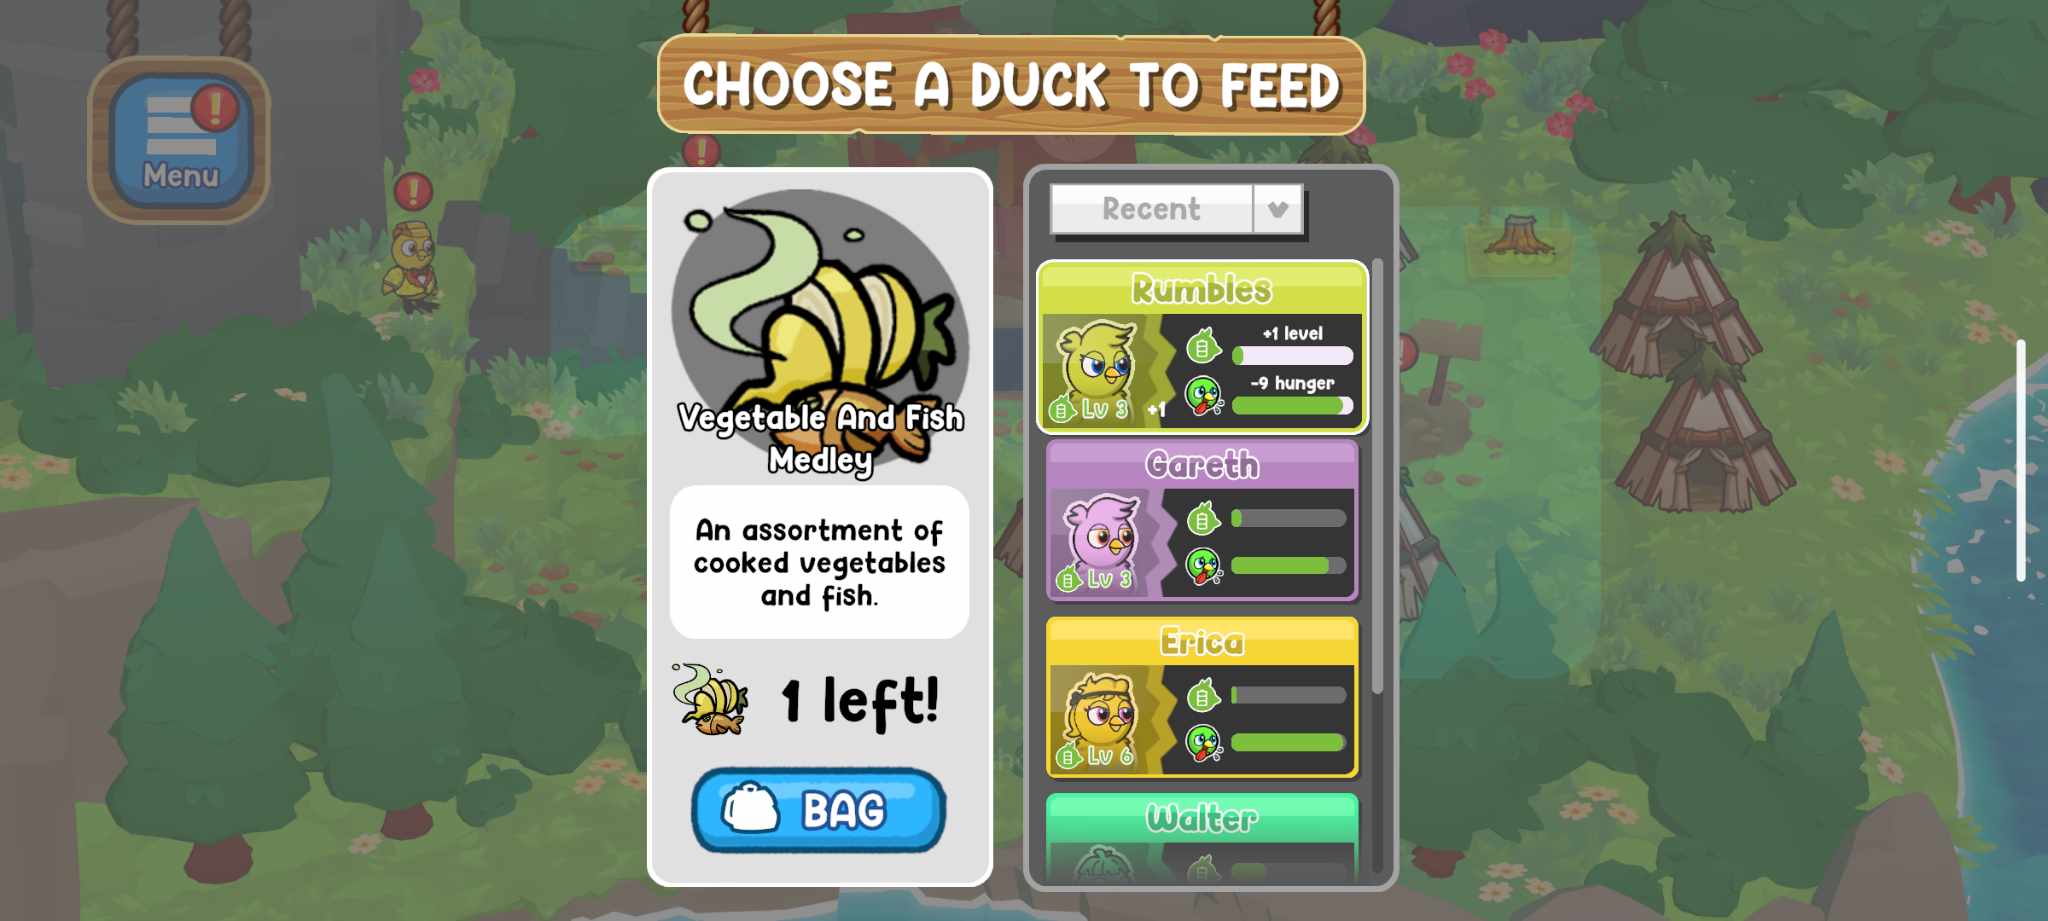 CHOOSE A DUCK TO FEED
!
Menu
!
!
Vegetable And Fish
Medley
An assortment of
cooked vegetables
and fish.
1 left!
BAG
Recent
Rumbles
+1 level
-9 hunger
Lv 3
+1
Gareth
Lv 3
Erica
Lv 6
Walter